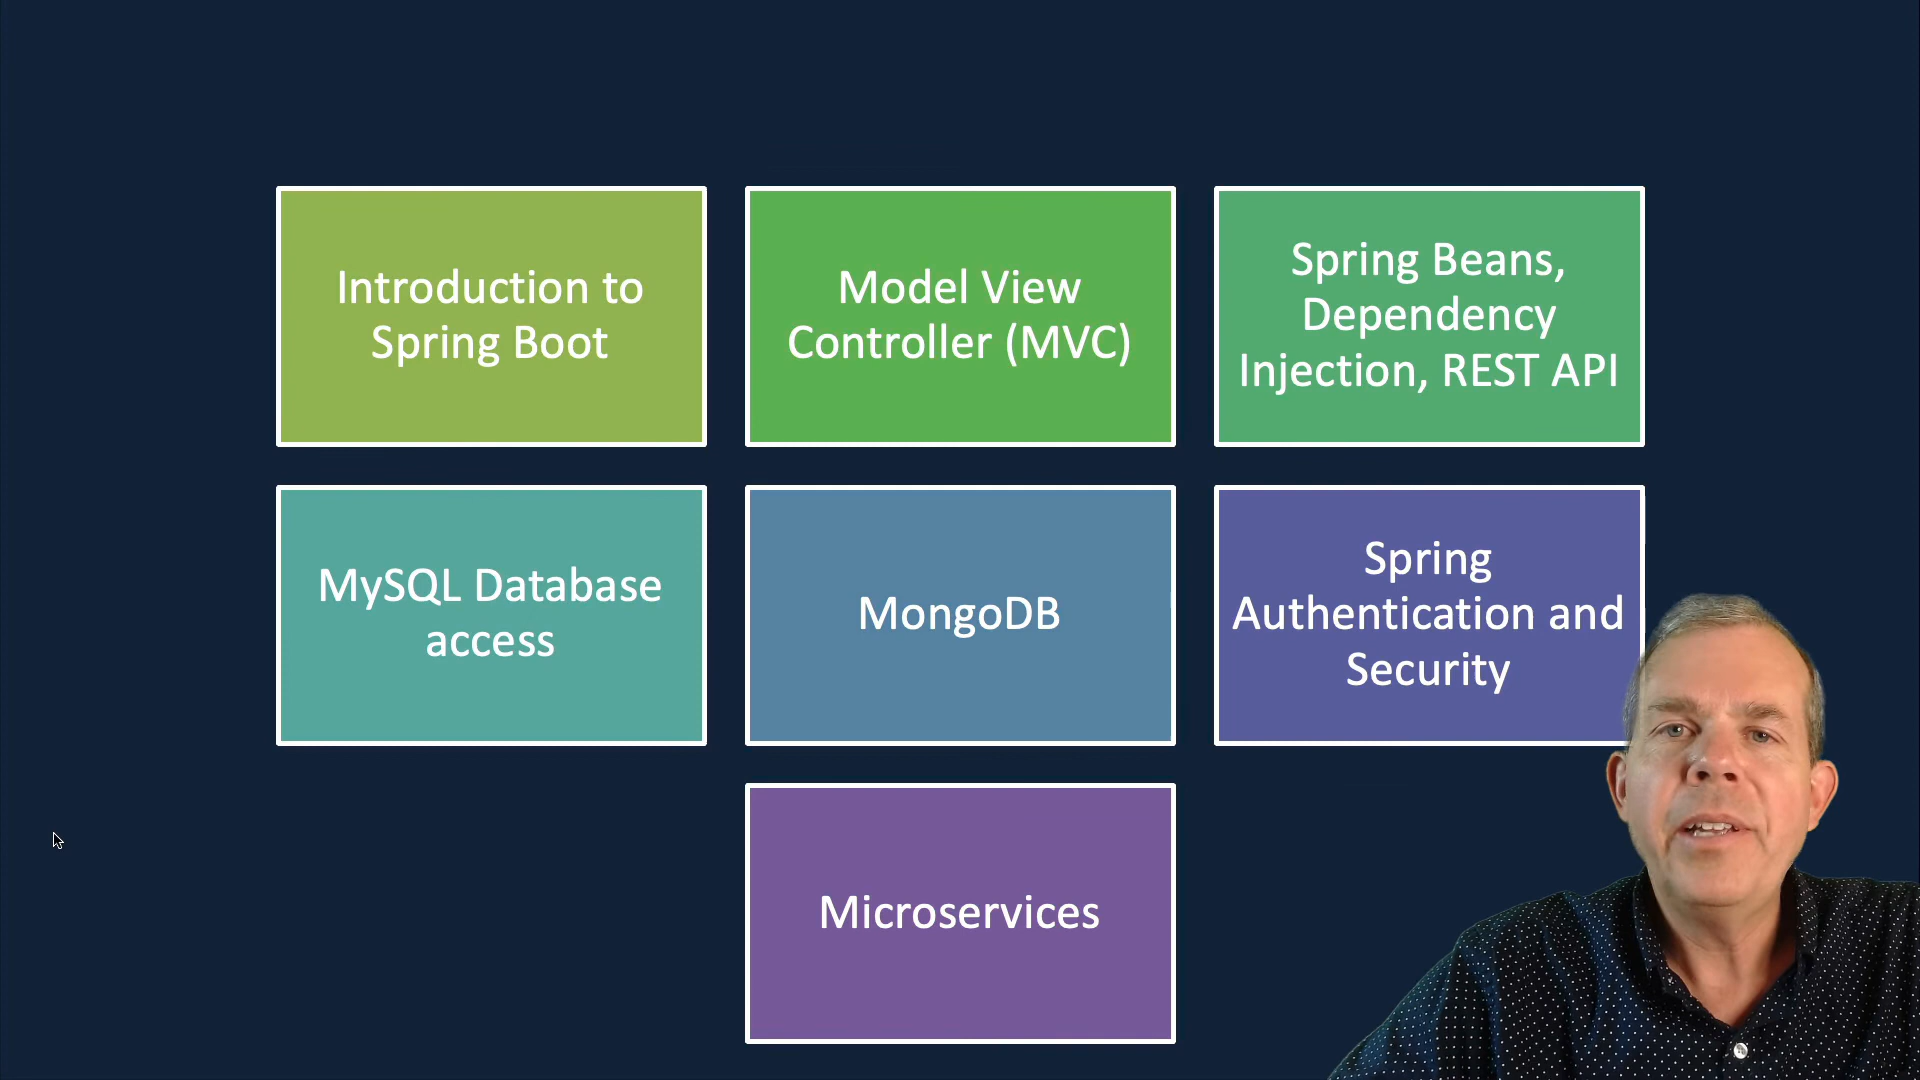 Introduction to
Spring Boot
Model View
Controller (MVC)
Spring Beans,
Dependency
Injection, REST API
MySQL Database
access
MongoDB
Spring
Authentication and
Security
Microservices